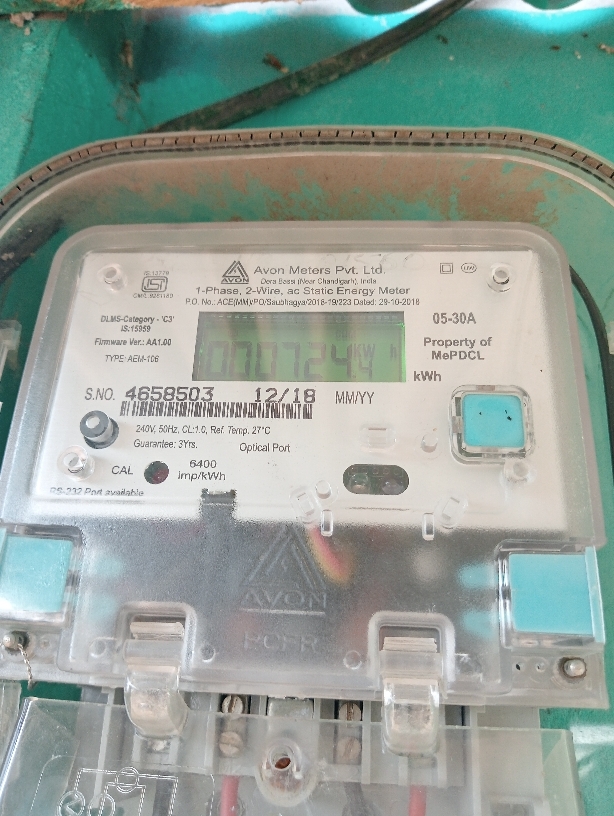 IS:13779
ISI
CM/L-9261189
AVON
Avon Meters Pvt. Ltd.
Dera Bassi (Near Chandigarh), India
1-Phase, 2-Wire, ac Static Energy Meter
P.O. No.: ACE(MM)/PO/Saubhagya/2018-19/223 Dated: 29-10-2018
DLMS-Category - 'C3'
IS:15959
Firmware Ver.: AA1.00
TYPE: AEM-106
05-30A
Property of
MePDCL
kWh
S.NO. 4658503 12/18 MM/YY
240V, 50Hz, CL:1.0, Ref. Temp. 27°C
Guarantee: 3Yrs.
Optical Port
CAL
6400
imp/kWh
RS-232 Port available
AVON